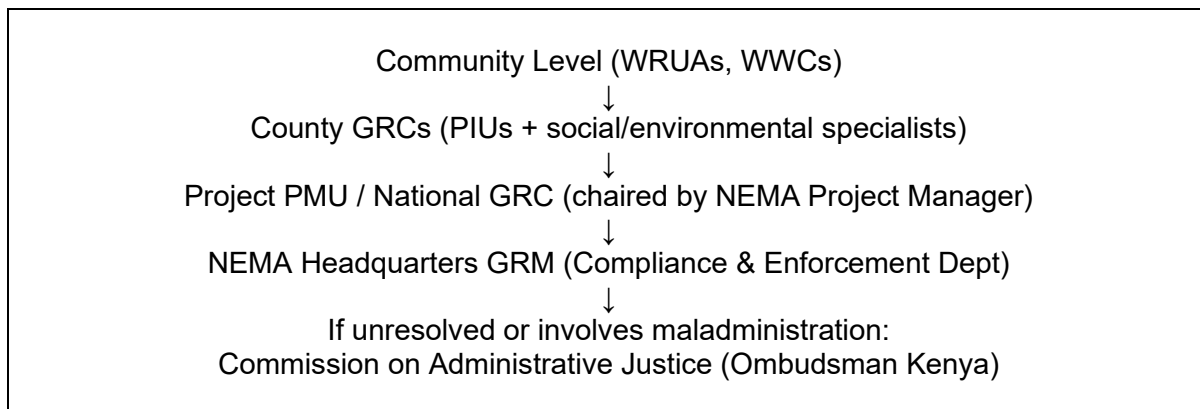 Community Level (WRUAs, WWCs)
↓
County GRCs (PIUs + social/environmental specialists)
↓
Project PMU / National GRC (chaired by NEMA Project Manager)
↓
NEMA Headquarters GRM (Compliance & Enforcement Dept)
↓
If unresolved or involves maladministration:
Commission on Administrative Justice (Ombudsman Kenya)